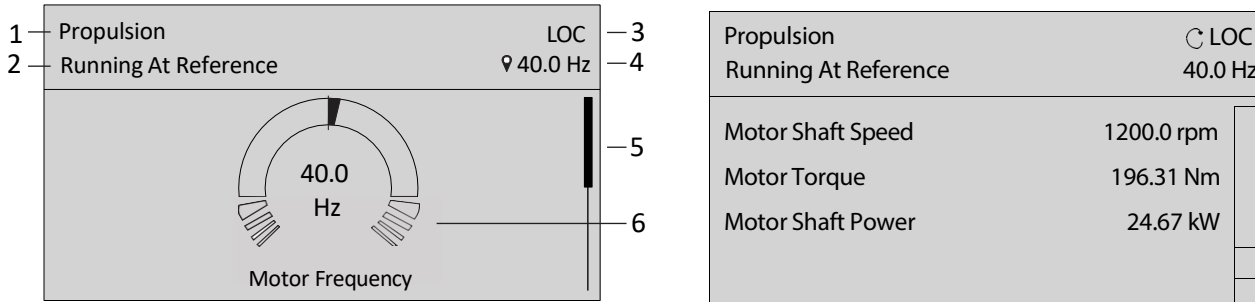 1 Propulsion LOC 3
2 Running At Reference 40.0 Hz 4
5
40.0
Hz
6
Motor Frequency
Propulsion LOC
Running At Reference 40.0 Hz
Motor Shaft Speed 1200.0 rpm
Motor Torque 196.31 Nm
Motor Shaft Power 24.67 kW